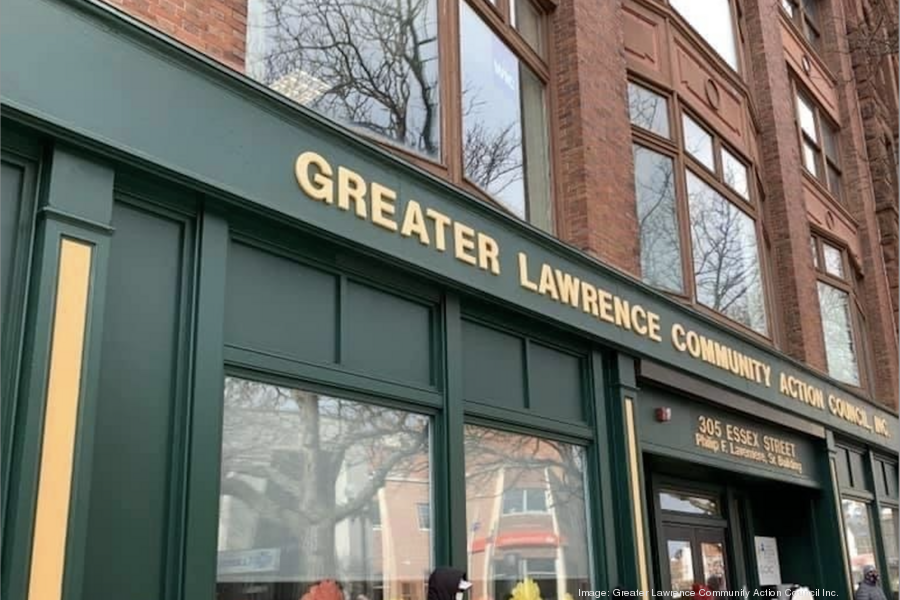 GREATER LAWRENCE COMMUNITY ACTION COUNCIL, INC.
305 ESSEX STREET
Philip F. Laverriere, Sr. Building
Image: Greater Lawrence Community Action Council Inc.